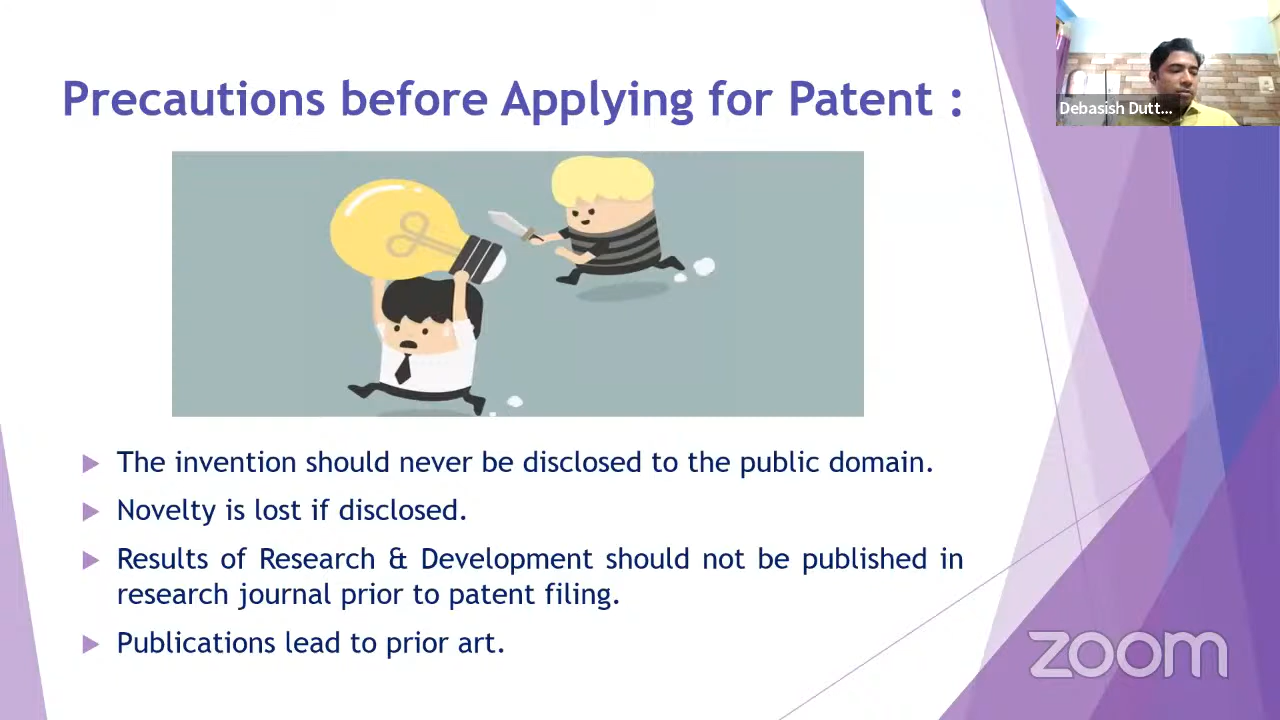 Precautions before Applying for Patent :
Debasish Dutt...
The invention should never be disclosed to the public domain.
Novelty is lost if disclosed.
Results of Research & Development should not be published in
research journal prior to patent filing.
Publications lead to prior art.
zoom